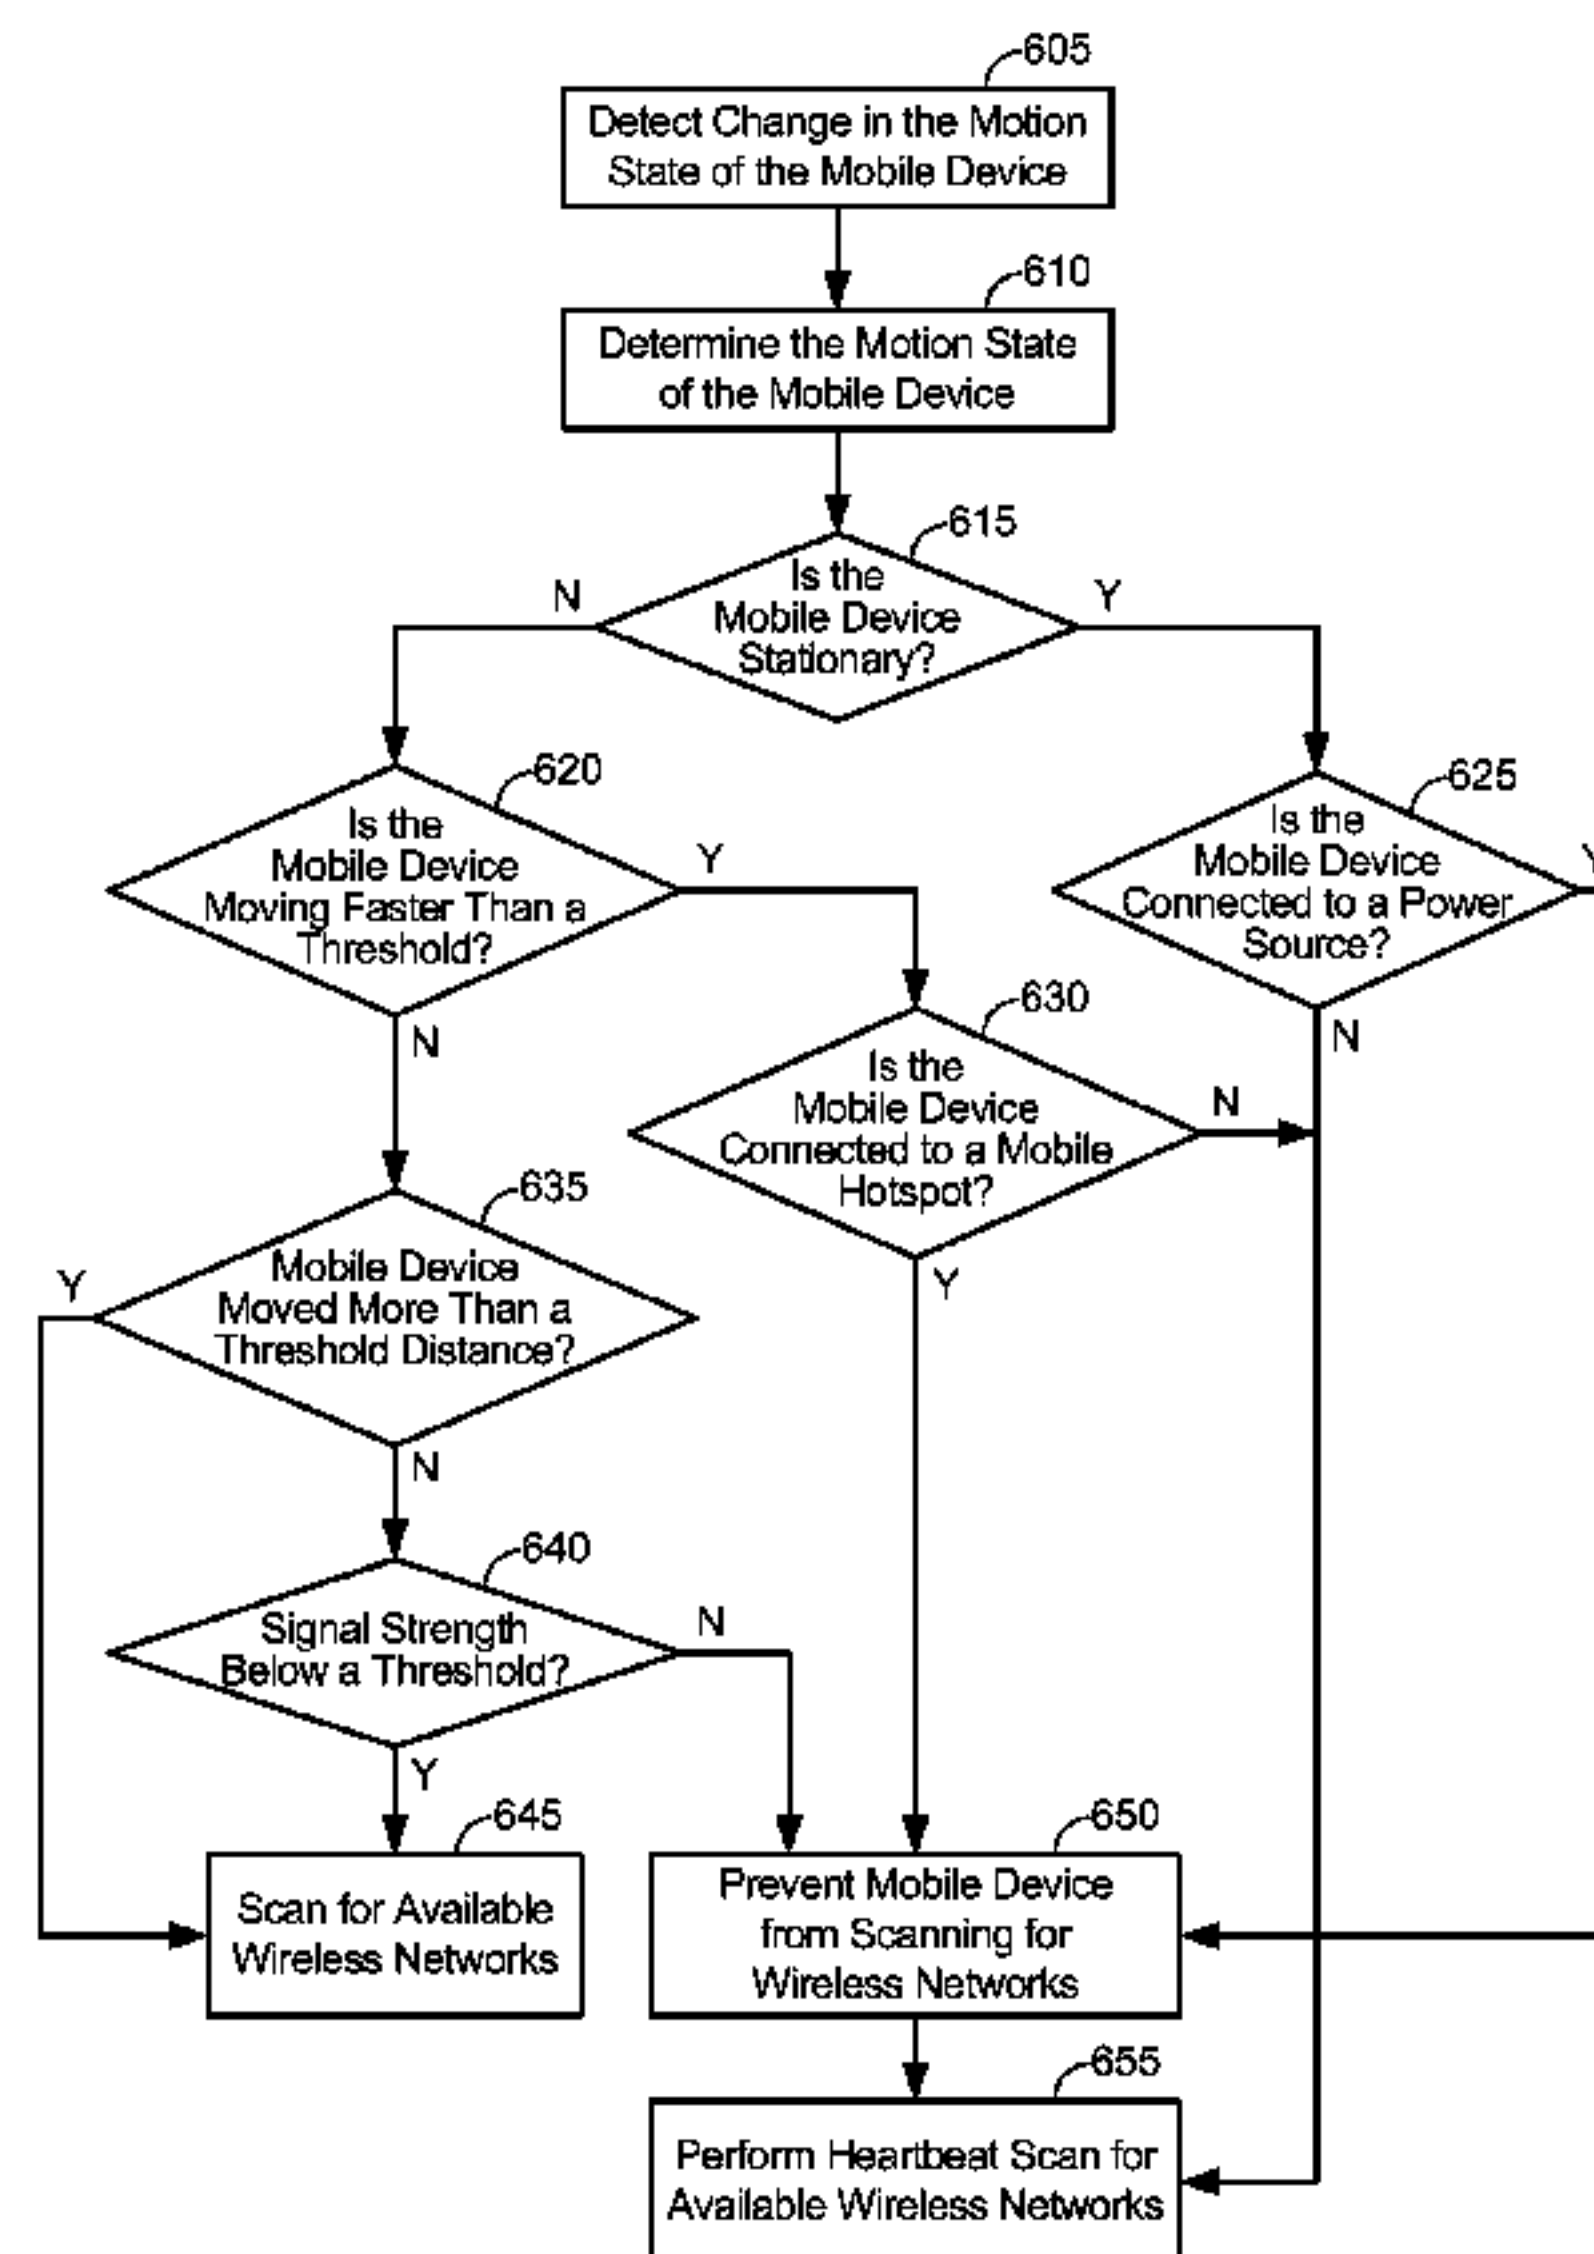 605
Detect Change in the Motion
State of the Mobile Device
610
Determine the Motion State
of the Mobile Device
615
Is the
Mobile Device
Stationary?
N
Y
620
Is the
Mobile Device
Moving Faster Than a
Threshold?
Y
N
625
Is the
Mobile Device
Connected to a Power
Source?
Y
N
630
Is the
Mobile Device
Connected to a Mobile
Hotspot?
N
Y
635
Mobile Device
Moved More Than a
Threshold Distance?
Y
N
640
Signal Strength
Below a Threshold?
N
Y
645
Scan for Available
Wireless Networks
650
Prevent Mobile Device
from Scanning for
Wireless Networks
655
Perform Heartbeat Scan for
Available Wireless Networks